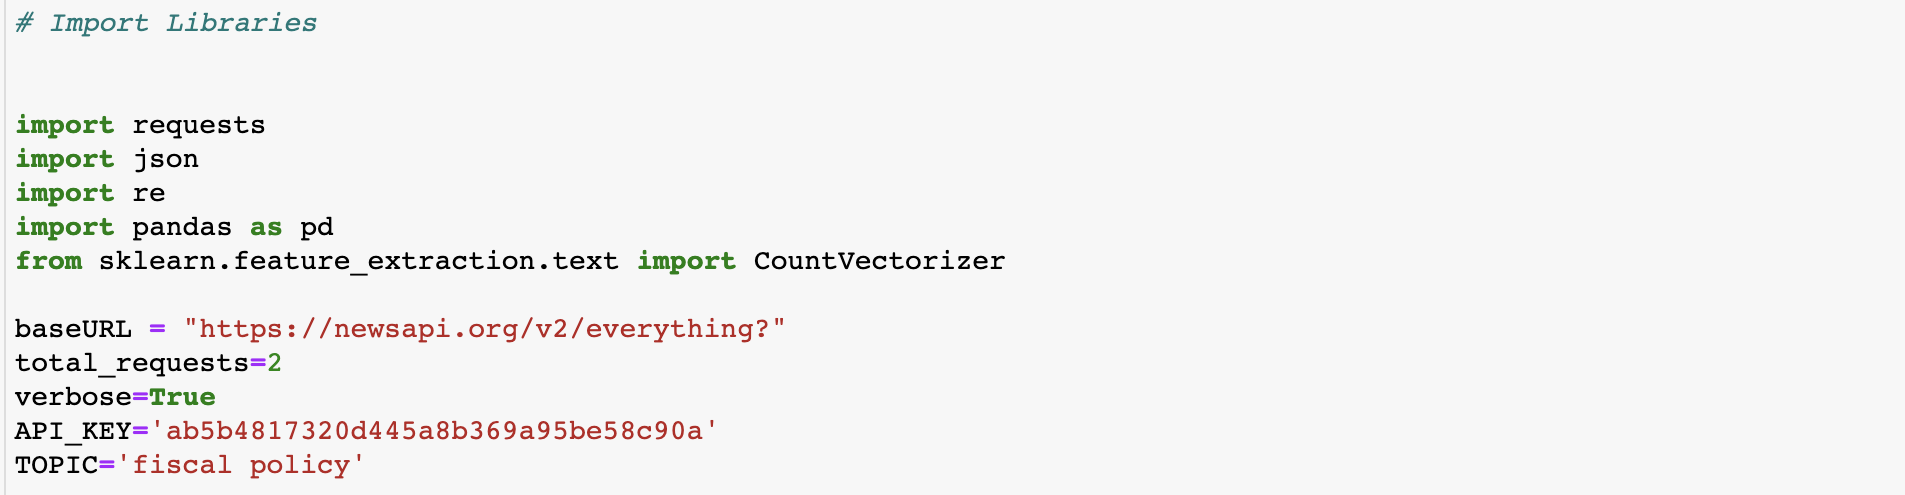 # Import Libraries
import requests
import json
import re
import pandas as pd
from sklearn.feature_extraction.text import CountVectorizer
baseURL = "https://newsapi.org/v2/everything?"
total_requests=2
verbose=True
API_KEY='ab5b4817320d445a8b369a95be58c90a'
TOPIC='fiscal policy'